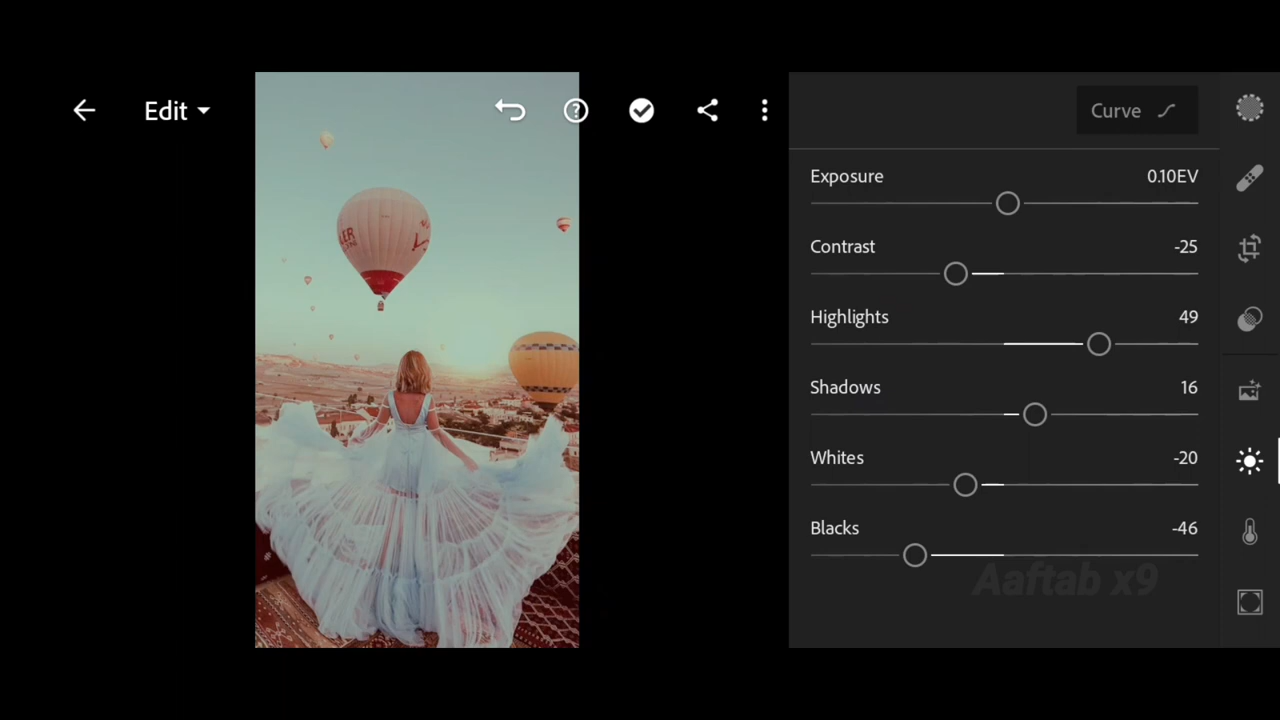 Edit
Curve
Exposure 0.10EV
Contrast -25
Highlights 49
Shadows 16
Whites -20
Blacks -46
Aaftab x9